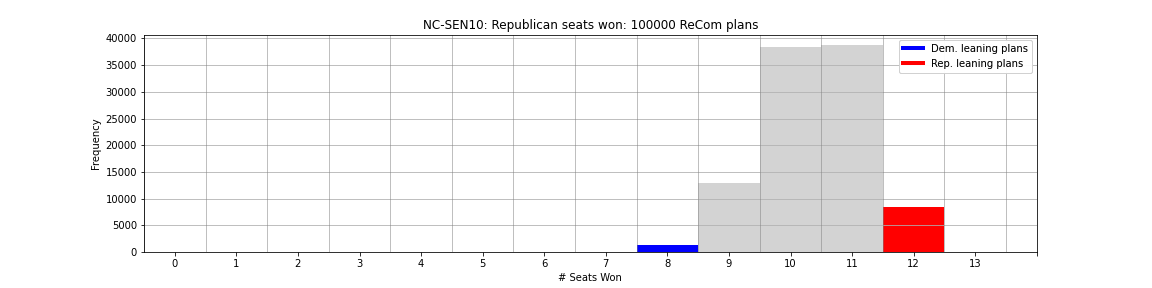 NC-SEN10: Republican seats won: 100000 ReCom plans
40000
35000
30000
25000
20000
15000
10000
5000
0
Frequency
Dem. leaning plans
Rep. leaning plans
0 1 2 3 4 5 6 7 8 9 10 11 12 13
# Seats Won